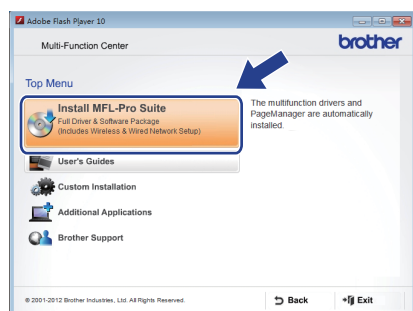 Adobe Flash Player 10
Multi-Function Center
brother
Top Menu
Install MFL-Pro Suite
Full Driver & Software Package
(Includes Wireless & Wired Network Setup)
The multifunction drivers and
PageManager are automatically
installed.
User's Guides
Custom Installation
Additional Applications
Brother Support
© 2001-2012 Brother Industries, Ltd. All Rights Reserved.
Back
Exit